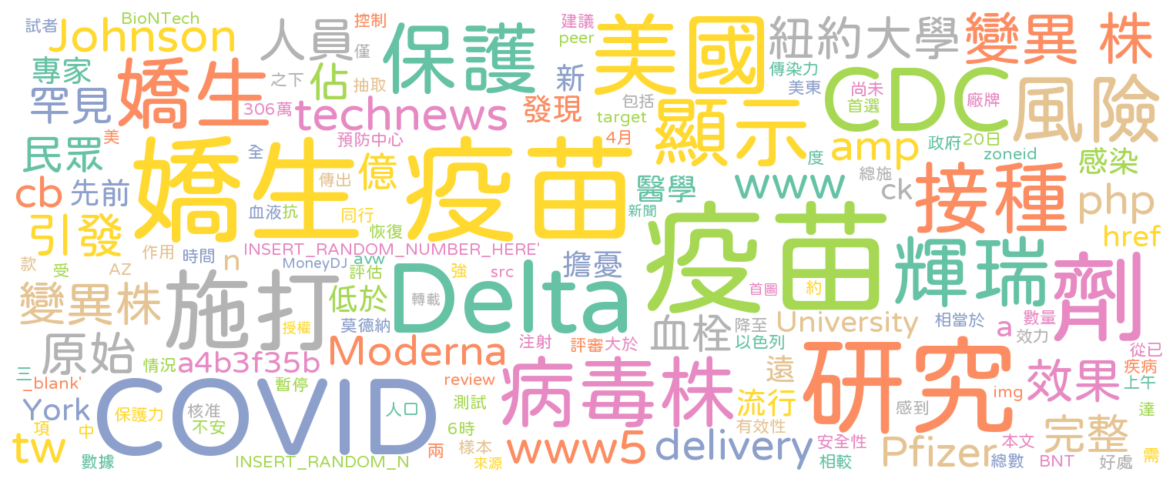 試者
BioNTech
Johnson
人員
控制
僅
保護
建議
peer
美國
紐約大學
變異 株
專家
嬌生
之下
佔
抽取
新
傳染力
美東
CDC
尚未
首選
廠牌
風險
罕見
306萬
technews
發現
包括
target
顯示
民眾
美
預防中心
4月
度
amp
政府
20日
zoneid
感染
嬌生 疫苗
全
傳出
億
醫學
www
總施
ck
接種
cb
先前
血液
抗
同行
恢復
新聞
php
引發
作用
時間
n
INSERT_RANDOM_NUMBER_HERE'
疫苗
輝瑞
href
款
受
AZ
MoneyDJ
avw
評估
強
src
擔憂
劑
變異株
施打
低於
轉載
Delta
首圖
約
原始
授權
莫德納
注射
評審
大於
血栓
降至
以色列
University
相當於
a
數量
效力
從已
三
情況
a4b3f35b
Moderna
遠
研究
疾病
上午
_blank'
暫停
review
病毒株
img
效果
York
保護力
COVID
核准
不安
人口
測試
流行
感到
達
項
中
6時
有效性
tw
數據
INSERT_RANDOM_N
兩
樣本
來源
www5
delivery
安全性
相較
Pfizer
本文
總數
BNT
完整
好處
需